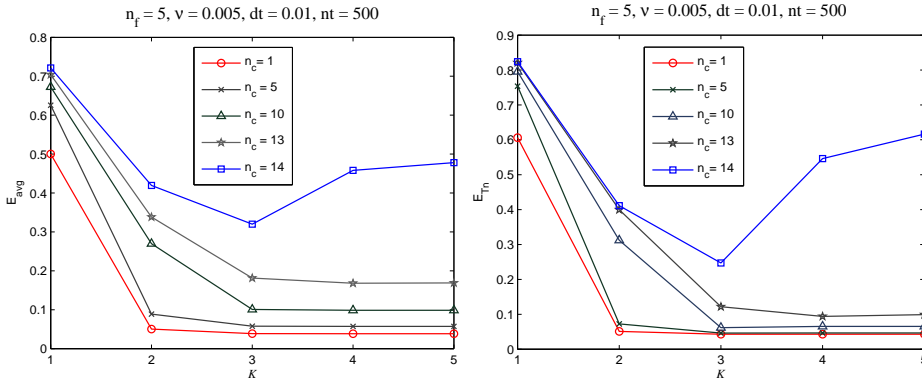 n_f = 5, ν = 0.005, dt = 0.01, nt = 500
0.8
0.7
0.6
0.5
0.4
0.3
0.2
0.1
0
E_avg
n_c = 1
n_c = 5
n_c = 10
n_c = 13
n_c = 14
1 2 3 4 5
K
n_f = 5, ν = 0.005, dt = 0.01, nt = 500
0.9
0.8
0.7
0.6
0.5
0.4
0.3
0.2
0.1
0
E_Tn
n_c = 1
n_c = 5
n_c = 10
n_c = 13
n_c = 14
1 2 3 4 5
K